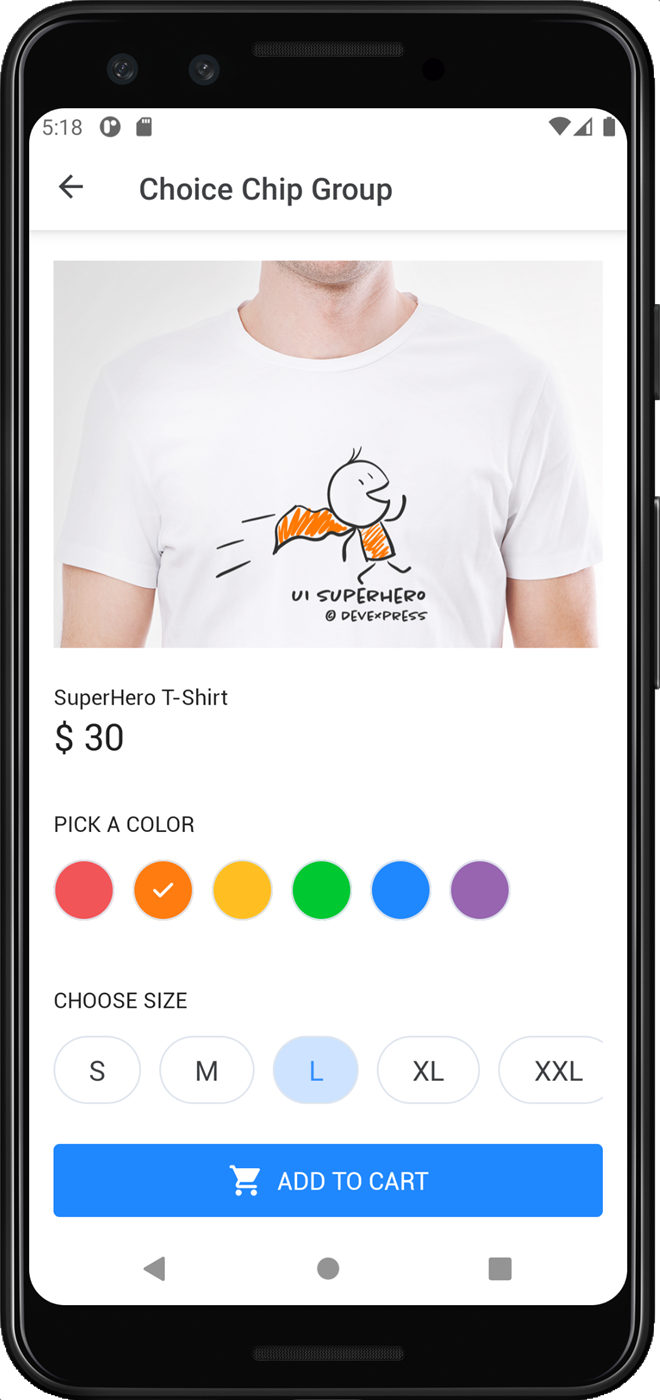 5:18
Choice Chip Group
UI SUPERHERO
© DEVEXPRESS
SuperHero T-Shirt
$ 30
PICK A COLOR
CHOOSE SIZE
S M L XL XXL
ADD TO CART